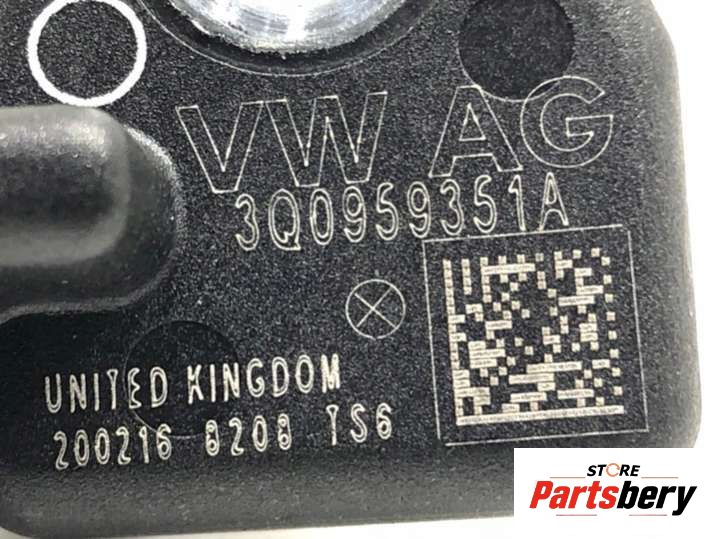 VW AG
3Q0959351A
UNITED KINGDOM
200216 8208 TS6
STORE
Partsbery